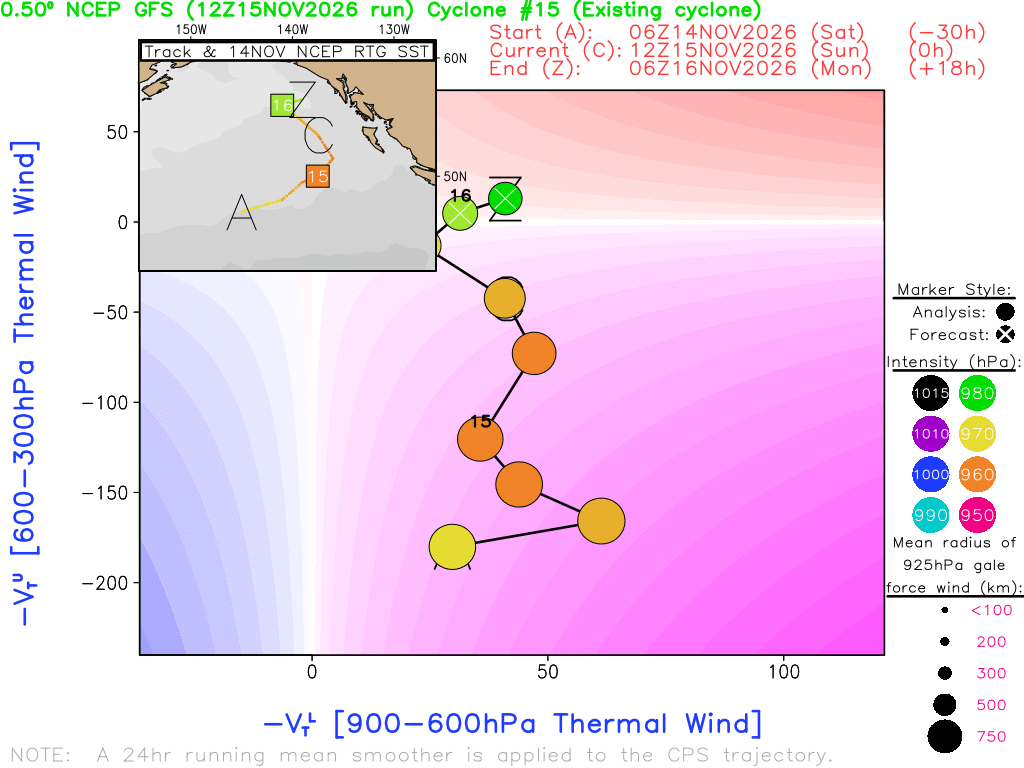 0.50° NCEP GFS (12Z15NOV2026 run) Cyclone #15 (Existing cyclone)
Start (A): 06Z14NOV2026 (Sat) (−30h)
Current (C): 12Z15NOV2026 (Sun) (0h)
End (Z): 06Z16NOV2026 (Mon) (+18h)
150W 140W 130W
Track & 14NOV NCEP RTG SST
60N
50N
16
Z
C
15
A
50
0
−50
−100
−150
−200
−V_T^U [600−300hPa Thermal Wind]
16
Z
15
0 50 100
−V_T^L [900−600hPa Thermal Wind]
Marker Style:
Analysis:
Forecast:
Intensity (hPa):
1015 980
1010 970
1000 960
990 950
Mean radius of
925hPa gale
force wind (km):
<100
200
300
500
750
NOTE: A 24hr running mean smoother is applied to the CPS trajectory.